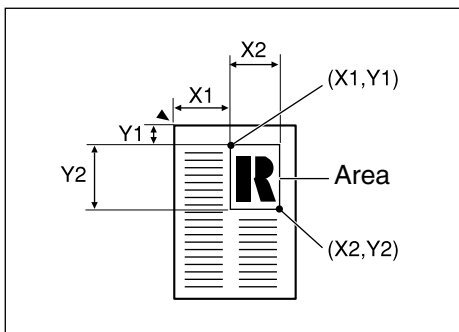 X2
(X1,Y1)
X1
Y1
Y2
R
Area
(X2,Y2)